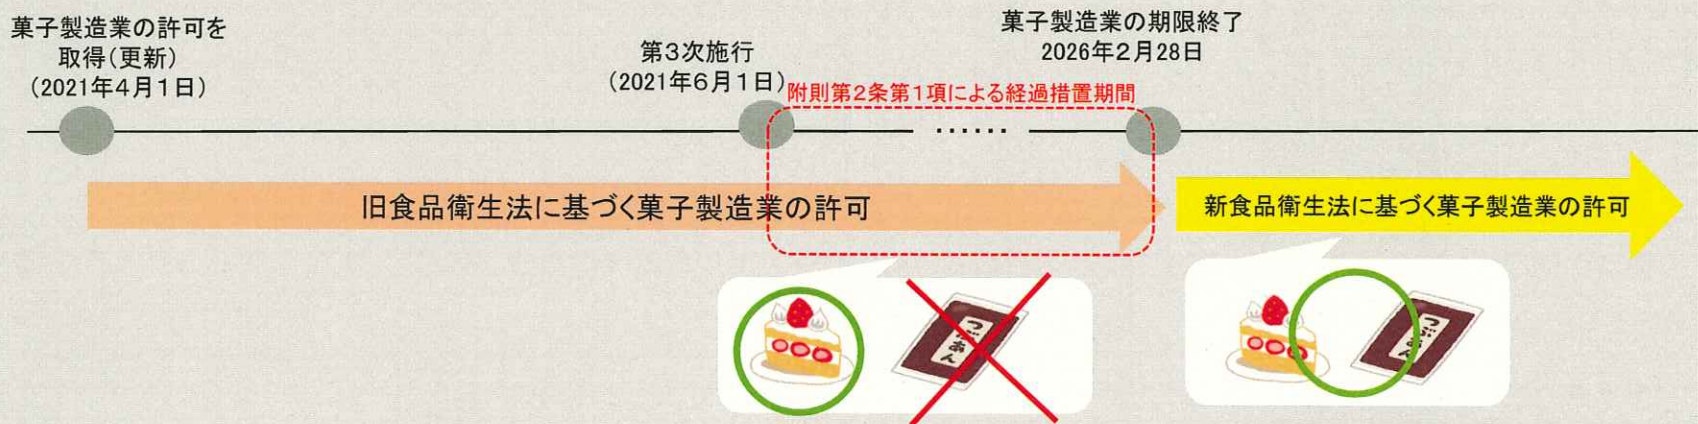 菓子製造業の許可を
取得(更新)
(2021年4月1日)
第3次施行
(2021年6月1日)
菓子製造業の期限終了
2026年2月28日
附則第2条第1項による経過措置期間
……
旧食品衛生法に基づく菓子製造業の許可
新食品衛生法に基づく菓子製造業の許可
つぶあん
つぶあん